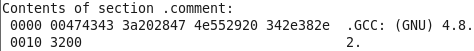 Contents of section .comment:
 0000 00474343 3a202847 4e552920 342e382e  .GCC: (GNU) 4.8.
 0010 3200                                 2.